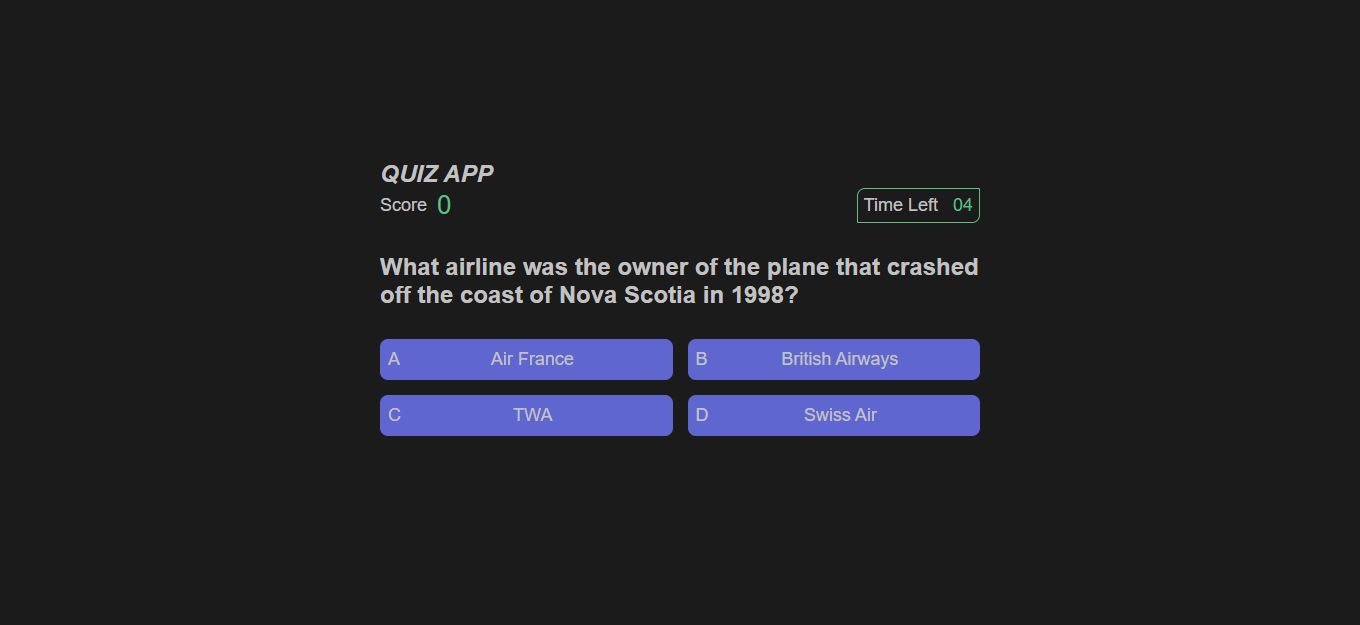 QUIZ APP
Score 0
Time Left 04
What airline was the owner of the plane that crashed
off the coast of Nova Scotia in 1998?
A Air France
B British Airways
C TWA
D Swiss Air